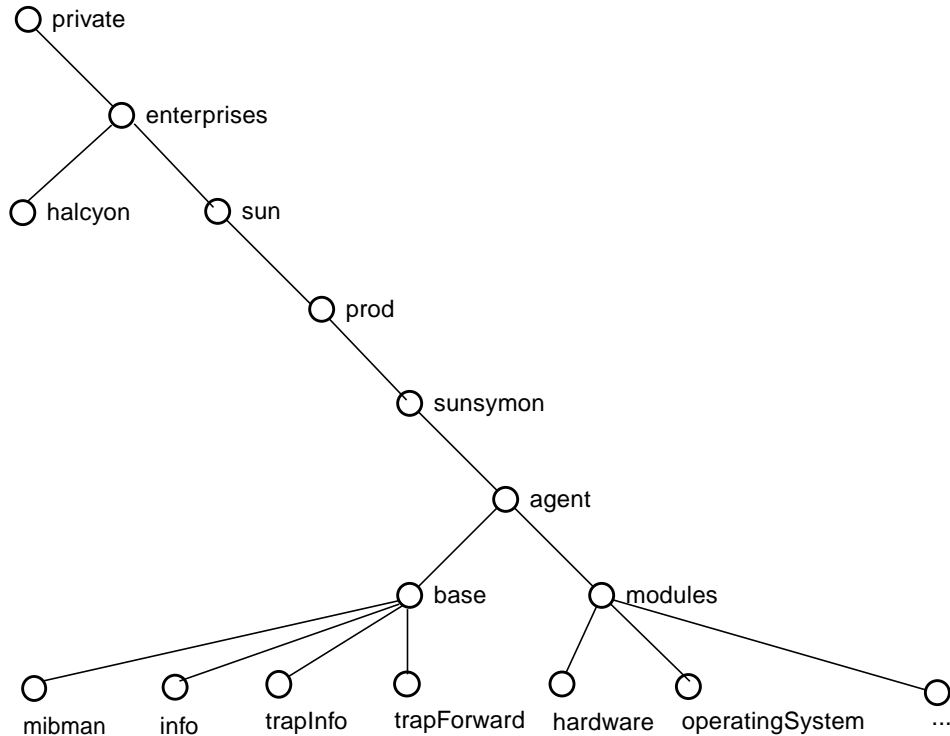 private
enterprises
halcyon
sun
prod
sunsymon
agent
base
modules
mibman
info
trapInfo
trapForward
hardware
operatingSystem
...